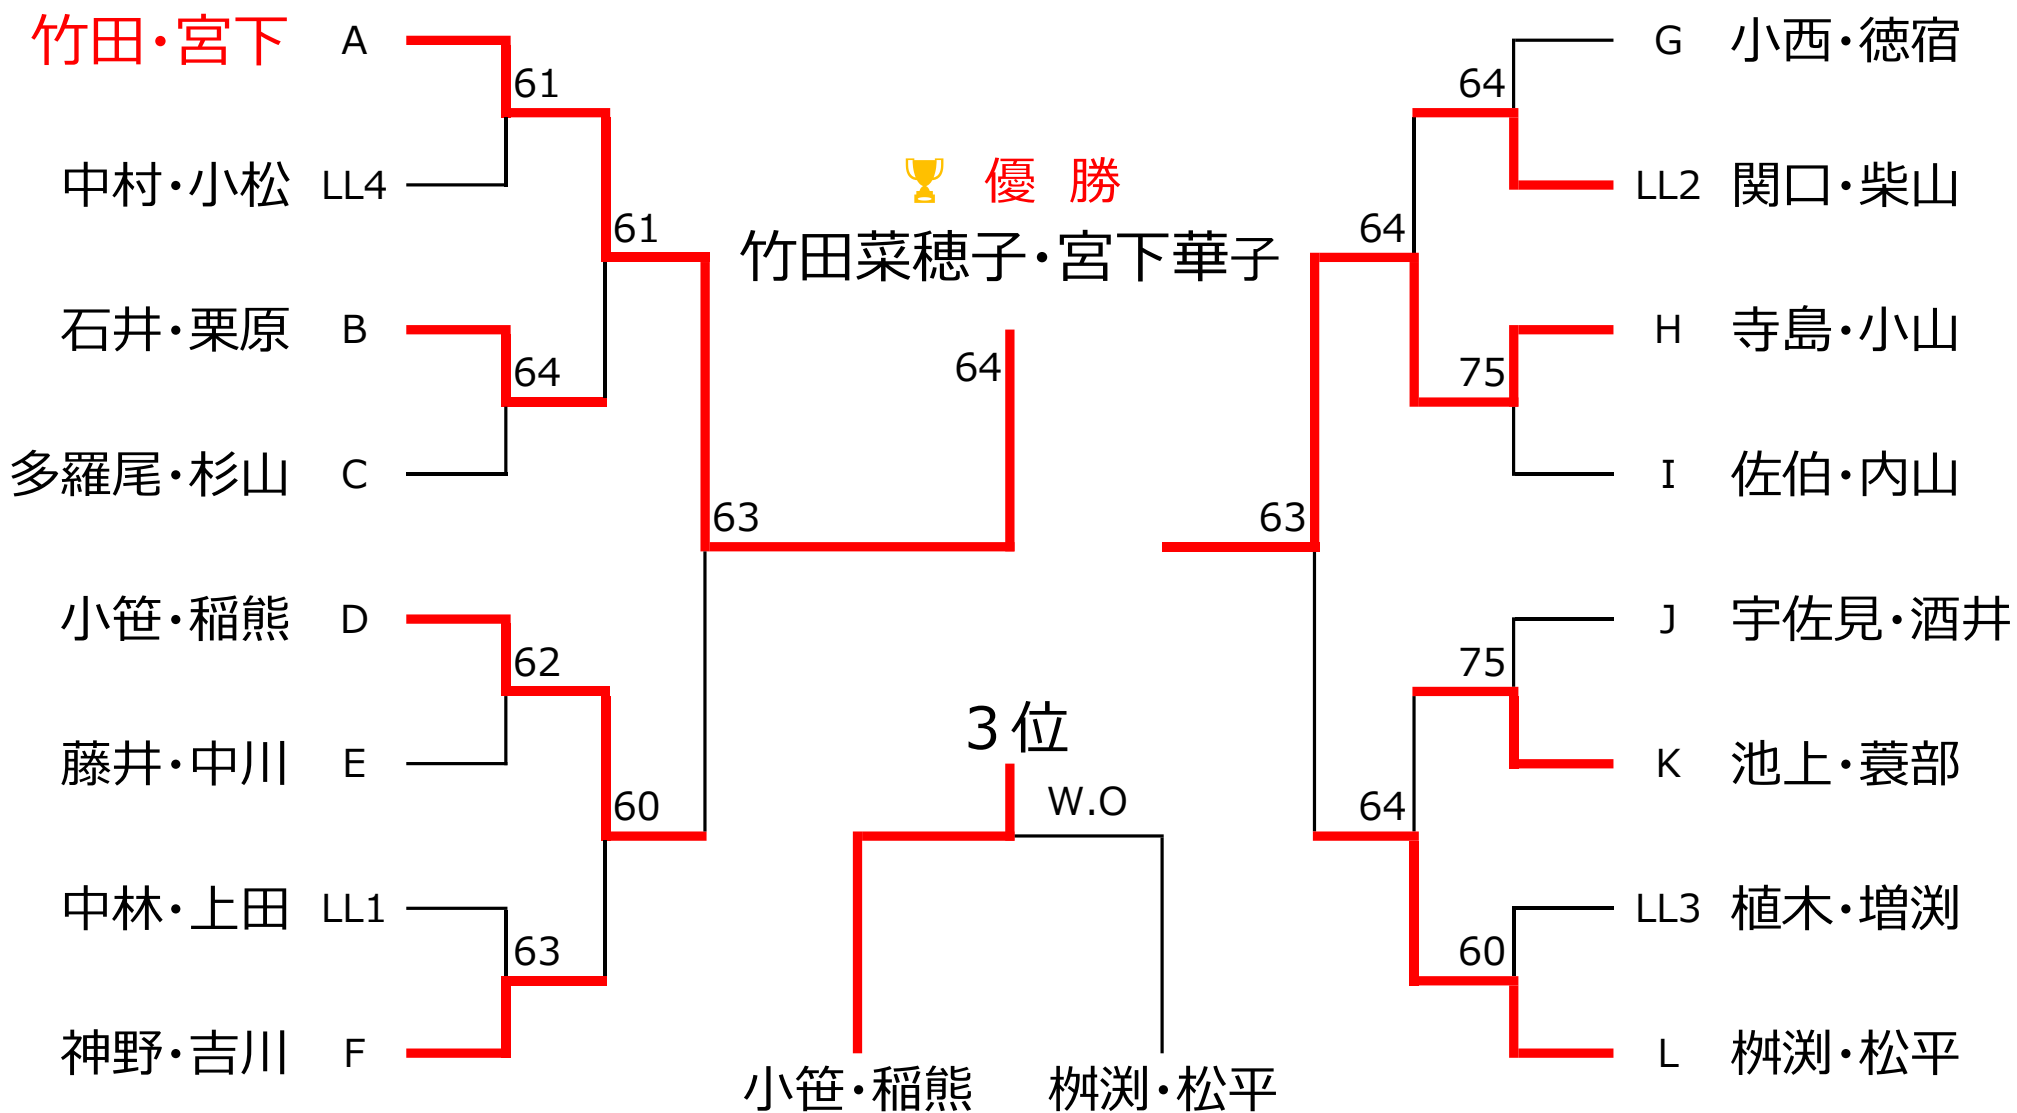 竹田・宮下 A
61
中村・小松 LL4
61
石井・栗原 B
64
多羅尾・杉山 C
63
小笹・稲熊 D
62
藤井・中川 E
60
中林・上田 LL1
63
神野・吉川 F
優 勝
竹田菜穂子・宮下華子
64
3位
W.O
小笹・稲熊 桝渕・松平
G 小西・徳宿
64
LL2 関口・柴山
64
H 寺島・小山
75
I 佐伯・内山
63
J 宇佐見・酒井
75
K 池上・蓑部
64
LL3 植木・増渕
60
L 桝渕・松平